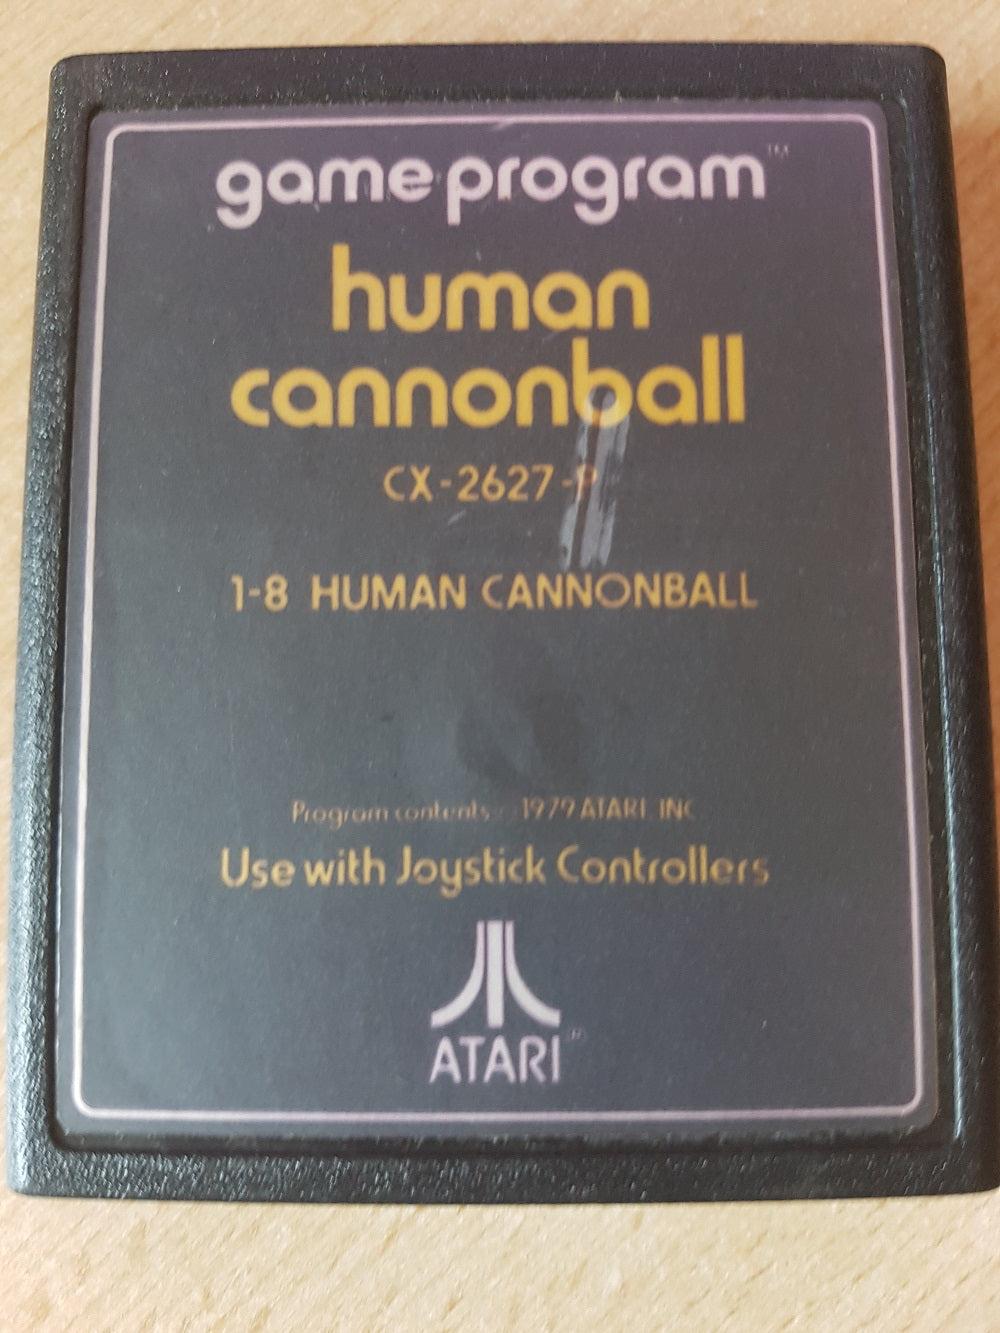 game program™
human
cannonball
CX-2627-P
1-8 HUMAN CANNONBALL
Program contents 1979 ATARI, INC
Use with Joystick Controllers
ATARI™